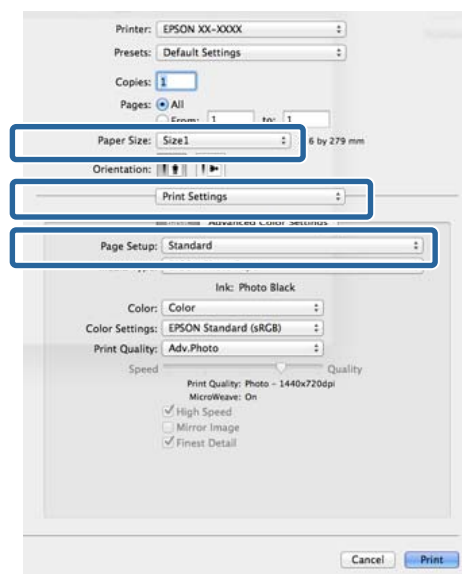 Printer: EPSON XX-XXXX
Presets: Default Settings
Copies: 1
Pages: All
From: 1 to: 1
Paper Size: Size1 6 by 279 mm
Orientation:
Print Settings
Advanced Color Settings
Page Setup: Standard
Ink: Photo Black
Color: Color
Color Settings: EPSON Standard (sRGB)
Print Quality: Adv.Photo
Speed Quality
Print Quality: Photo - 1440x720dpi
MicroWeave: On
High Speed
Mirror Image
Finest Detail
Cancel Print